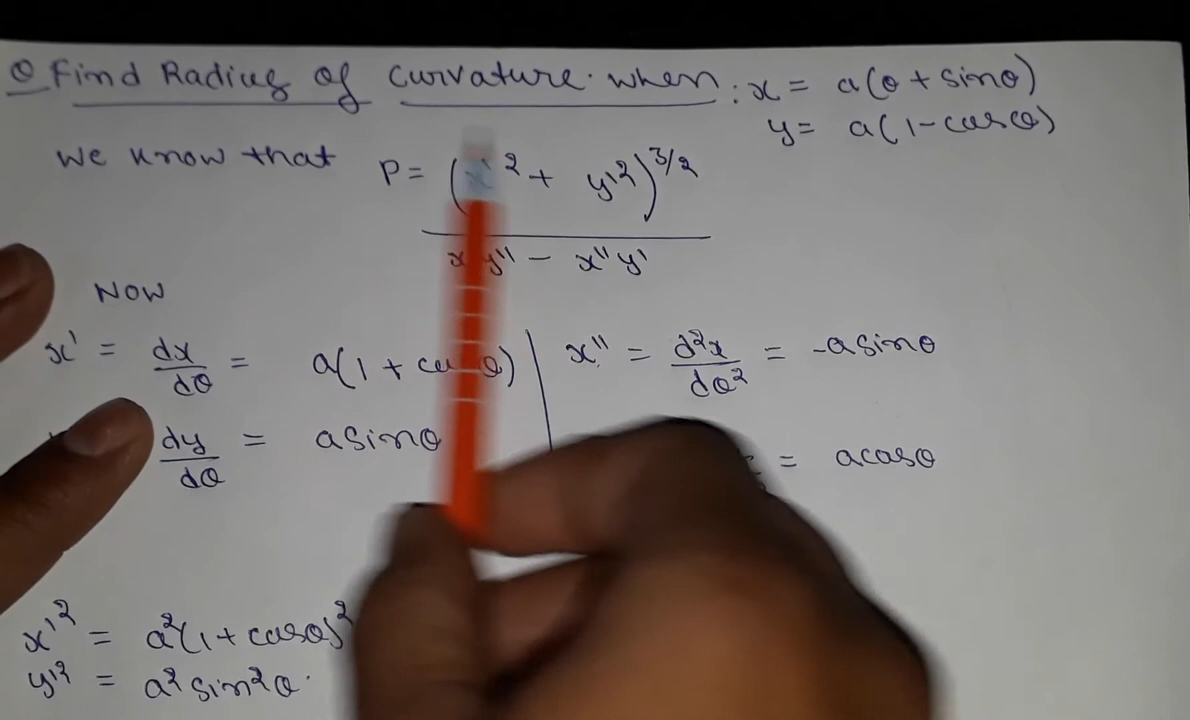 Q Find Radius of curvature. when : x = a(θ + sinθ)
y = a(1 - cosθ)
We know that P = (x'² + y'²)^3/2
x'y'' - x''y'
NOW
x' = dx/dθ = a(1 + cosθ) | x'' = d²x/dθ² = -asinθ
dy/dθ = asinθ
= acosθ
x'² = a²(1 + cosθ)²
y'² = a² sin²θ.